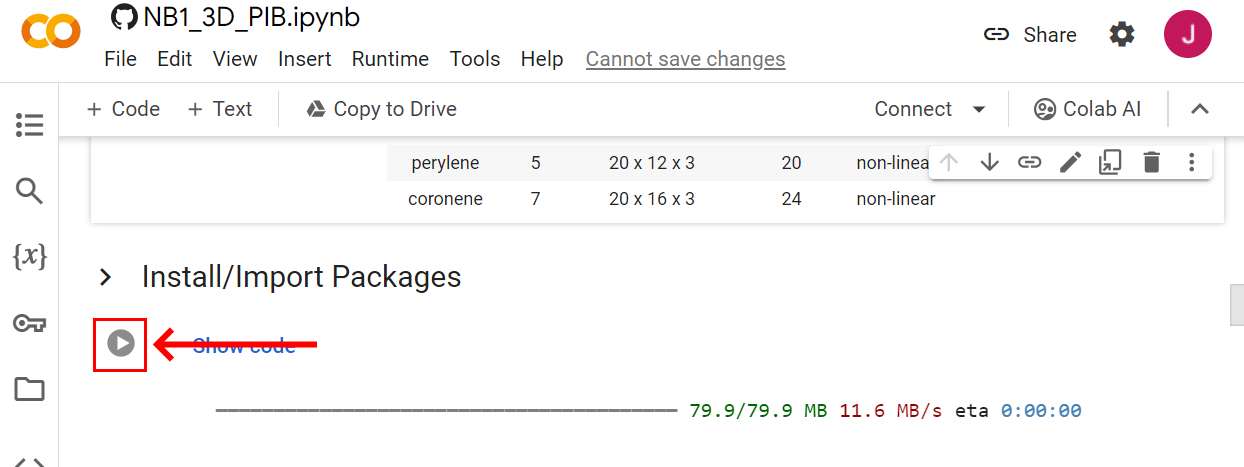 NB1_3D_PIB.ipynb
File Edit View Insert Runtime Tools Help Cannot save changes
Share
J
+ Code + Text Copy to Drive
Connect
Colab AI
perylene 5 20 x 12 x 3 20 non-linea
coronene 7 20 x 16 x 3 24 non-linear
{x}
Install/Import Packages
Show code
79.9/79.9 MB 11.6 MB/s eta 0:00:00